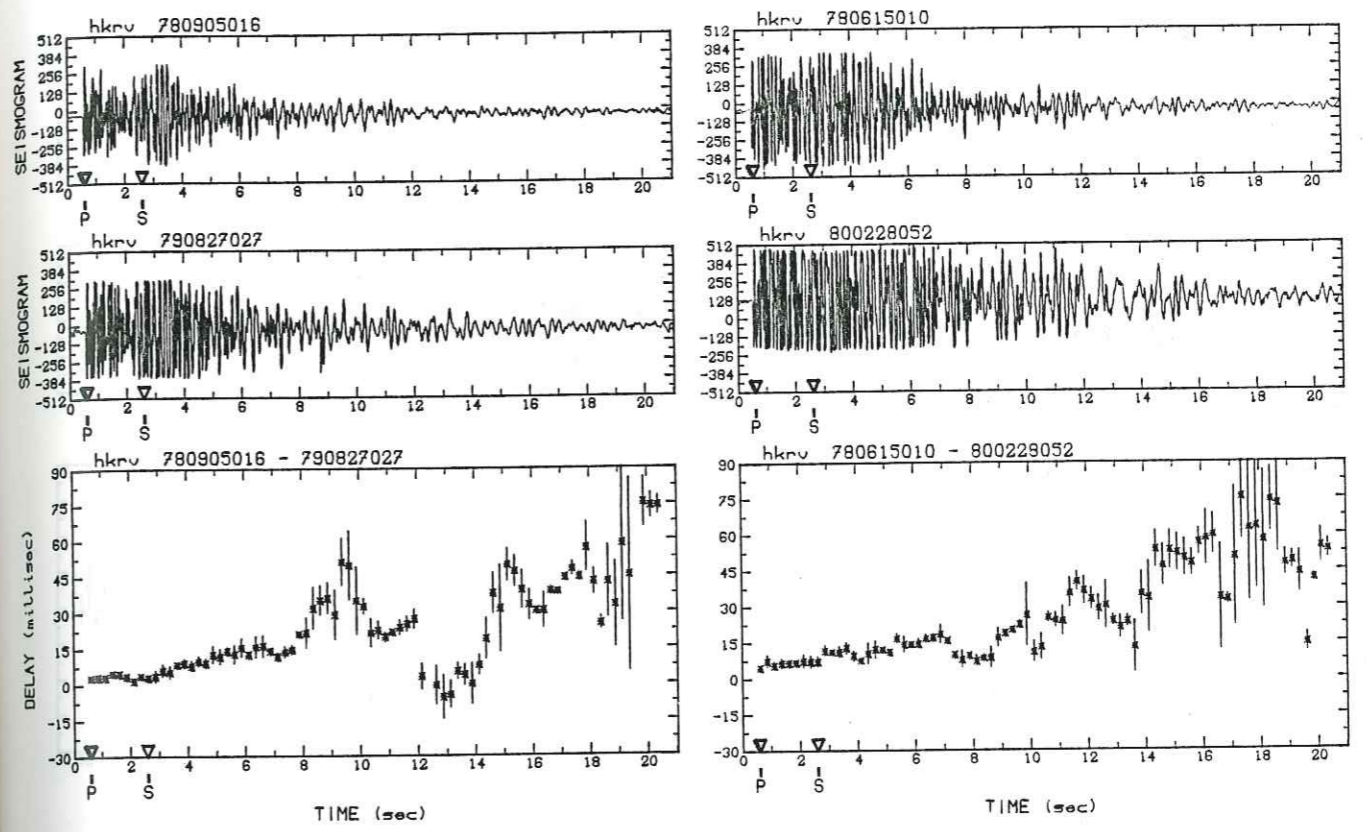 hkrv 780905016
512
384
256
128
0
-128
-256
-384
-512
SEISMOGRAM
0 2 4 6 8 10 12 14 16 18 20
P S
hkrv 780615010
512
384
256
128
0
-128
-256
-384
-512
0 2 4 6 8 10 12 14 16 18 20
P S
hkrv 790827027
512
384
256
128
0
-128
-256
-384
-512
SEISMOGRAM
0 2 4 6 8 10 12 14 16 18 20
P S
hkrv 800228052
512
384
256
128
0
-128
-256
-384
-512
0 2 4 6 8 10 12 14 16 18 20
P S
hkrv 780905016 - 790827027
90
75
60
45
30
15
0
-15
-30
DELAY (millisec)
0 2 4 6 8 10 12 14 16 18 20
P S
TIME (sec)
hkrv 780615010 - 800228052
90
75
60
45
30
15
0
-15
-30
0 2 4 6 8 10 12 14 16 18 20
P S
TIME (sec)